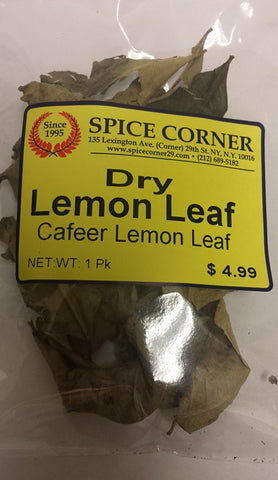 Since
1995
SPICE CORNER
135 Lexington Ave. (Corner) 29th St. NY, N.Y. 10016
www.spicecorner29.com • (212) 689-5182
Dry
Lemon Leaf
Cafeer Lemon Leaf
NET:WT: 1 Pk
$ 4.99